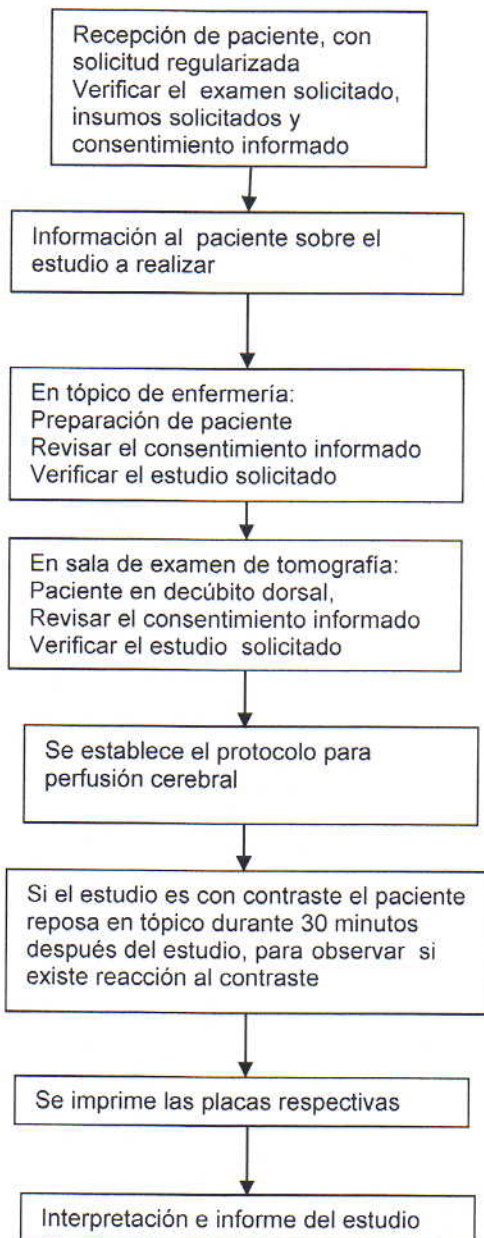 Recepción de paciente, con
solicitud regularizada
Verificar el examen solicitado,
insumos solicitados y
consentimiento informado
Información al paciente sobre el
estudio a realizar
En tópico de enfermería:
Preparación de paciente
Revisar el consentimiento informado
Verificar el estudio solicitado
En sala de examen de tomografía:
Paciente en decúbito dorsal,
Revisar el consentimiento informado
Verificar el estudio solicitado
Se establece el protocolo para
perfusión cerebral
Si el estudio es con contraste el paciente
reposa en tópico durante 30 minutos
después del estudio, para observar si
existe reacción al contraste
Se imprime las placas respectivas
Interpretación e informe del estudio